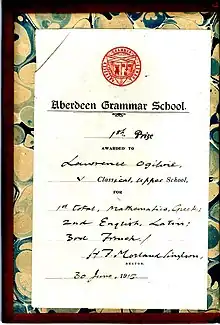 Aberdeen Grammar School.
1st Prize
AWARDED TO
Lawrence Ogilvie,
Classical, Upper School,
FOR
1st Total, Mathematics, Greek;
2nd English, Latin;
3rd French/
H. F. Morland Simpson,
RECTOR.
30 June, 1915